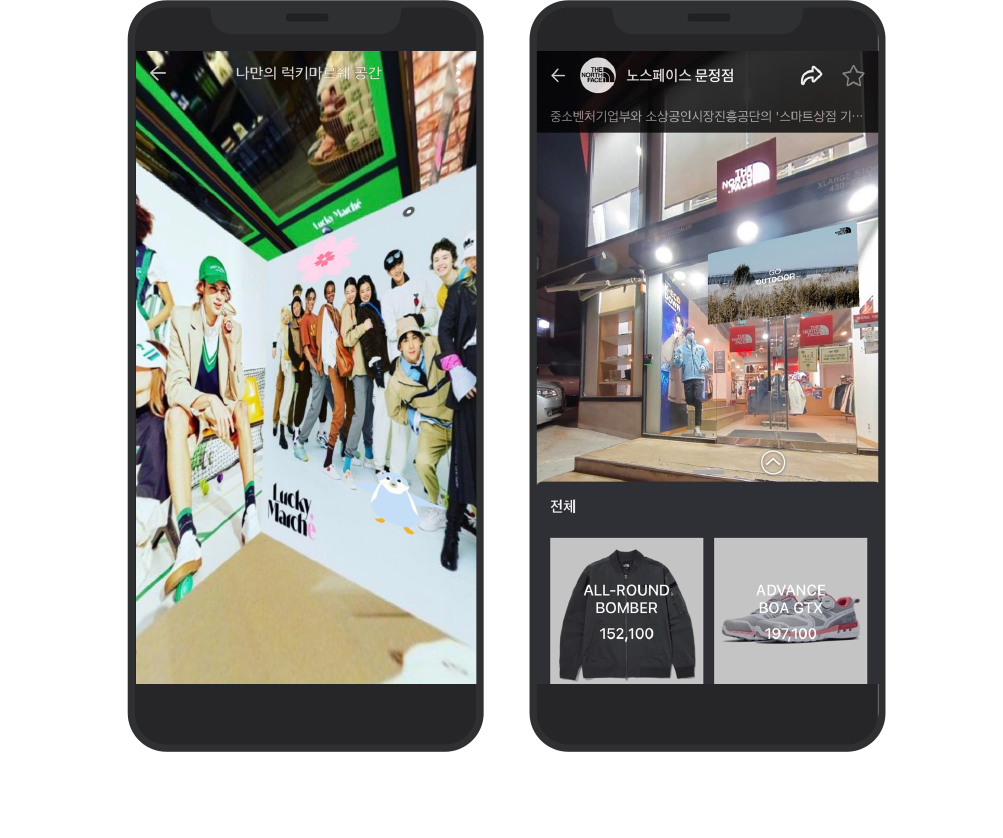 나만의 럭키마르쉐 공간
Lucky Marché
Lucky
Marché
THE
NORTH
FACE
노스페이스 문정점
중소벤처기업부와 소상공인시장진흥공단의 '스마트상점 기…
THE
NORTH
FACE
GO
OUTDOOR
전체
ALL-ROUND
BOMBER
152,100
ADVANCE
BOA GTX
197,100